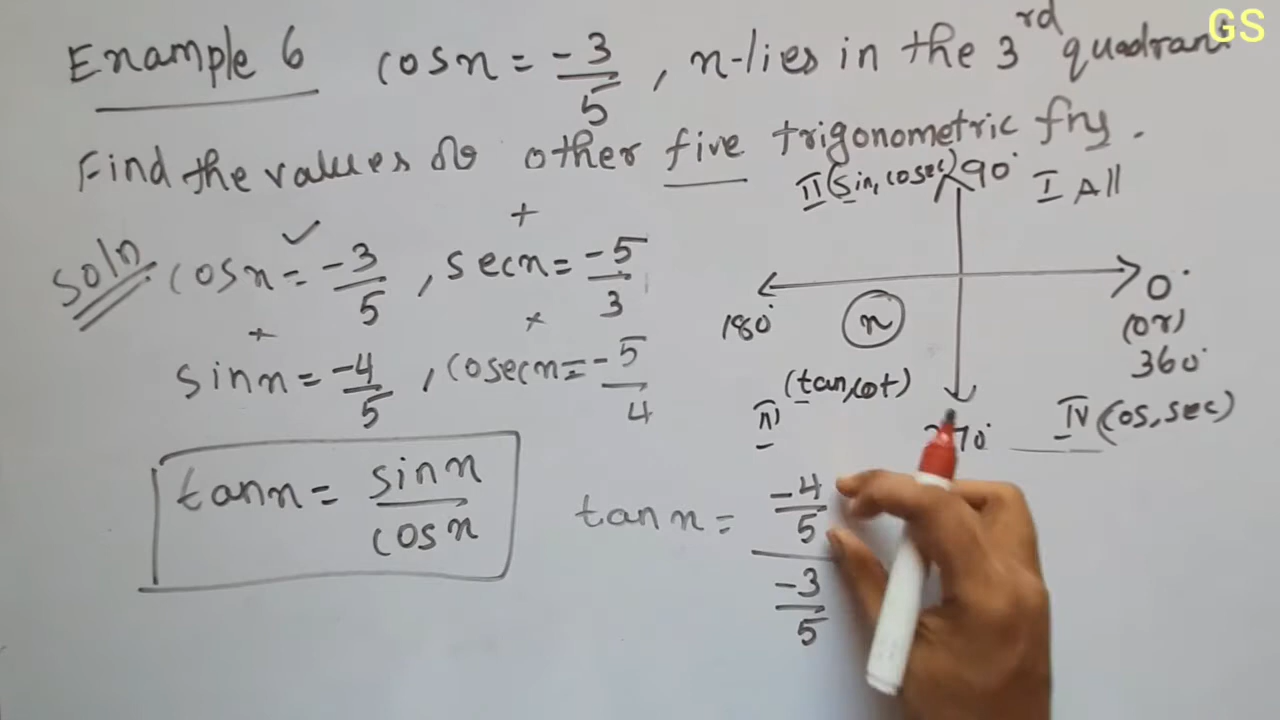 GS
Example 6 cos x = -3/5, x-lies in the 3rd quadrant
Find the values of other five trigonometric fns.
Soln cos x = -3/5, sec x = -5/3
sin x = -4/5, cosec x = -5/4
II (sin, cosec) 90° I All
180° x 0°
(or)
360°
(tan, cot)
270° IV (cos, sec)
tan x = sin x / cos x
tan x = -4/5 / -3/5